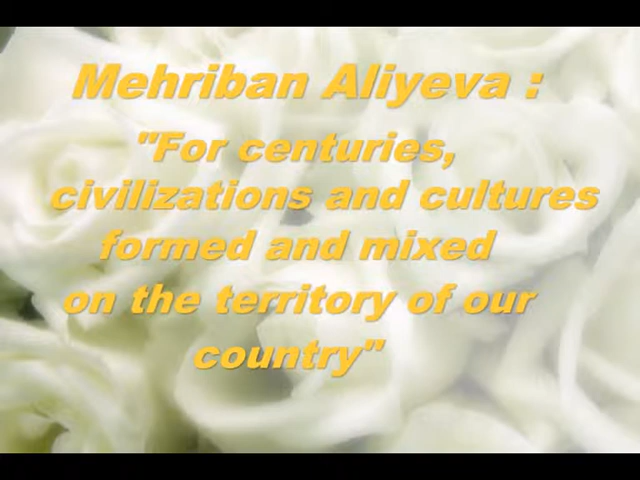 Mehriban Aliyeva :
"For centuries,
civilizations and cultures
formed and mixed
on the territory of our
country"